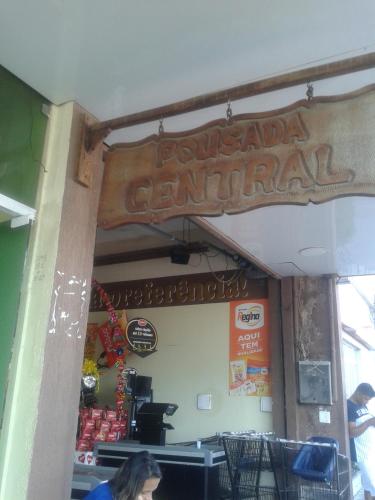 POUSADA
CENTRAL
preferência!
Regina
AQUI
TEM